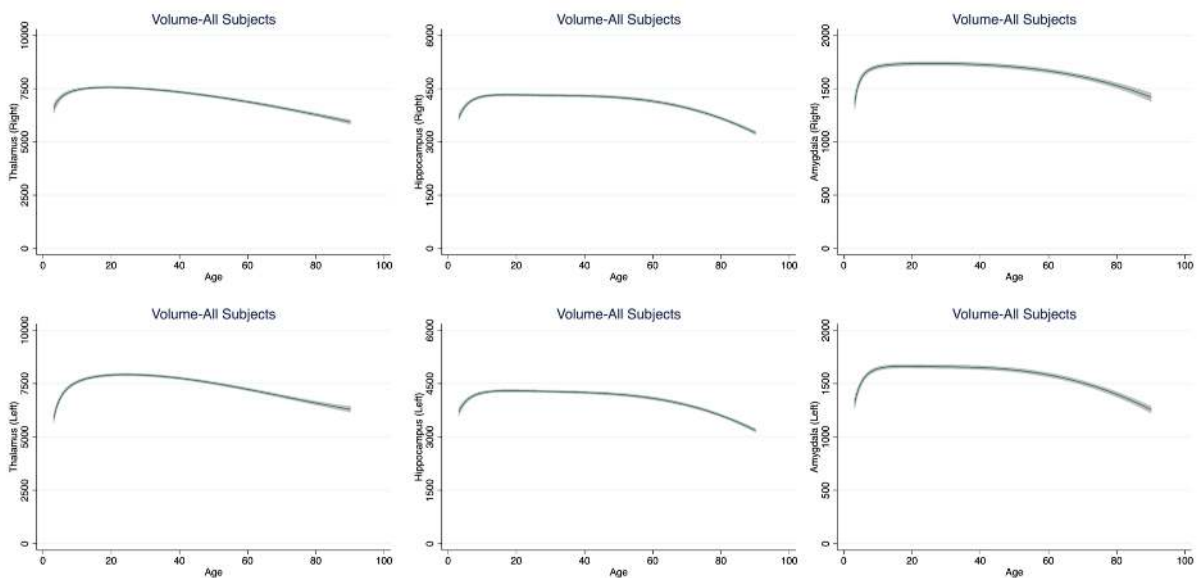 Volume-All Subjects
Thalamus (Right)
10000
7500
5000
2500
0
0 20 40 60 80 100
Age
Volume-All Subjects
Hippocampus (Right)
6000
4500
3000
1500
0
0 20 40 60 80 100
Age
Volume-All Subjects
Amygdala (Right)
2000
1500
1000
500
0
0 20 40 60 80 100
Age
Volume-All Subjects
Thalamus (Left)
10000
7500
5000
2500
0
0 20 40 60 80 100
Age
Volume-All Subjects
Hippocampus (Left)
6000
4500
3000
1500
0
0 20 40 60 80 100
Age
Volume-All Subjects
Amygdala (Left)
2000
1500
1000
500
0
0 20 40 60 80 100
Age